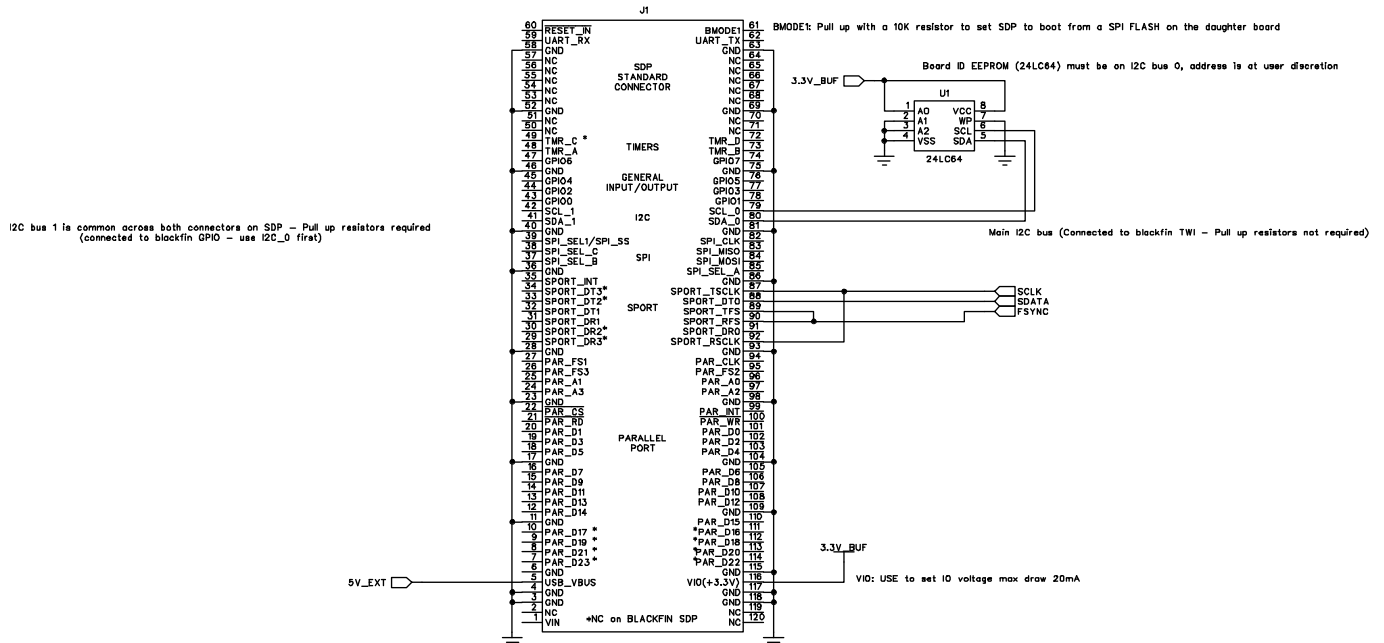 J1
60 RESET_IN
59 UART_RX
58 GND
57 NC
56 NC
55 NC
54 NC
53 NC
52 GND
51 NC
50 NC
49 TMR_C *
48 TMR_A
47 GPIO6
46 GND
45 GPIO4
44 GPIO2
43 GPIO0
42 SCL_1
41 SDA_1
40 GND
39 SPI_SEL1/SPI_SS
38 SPI_SEL_C
37 SPI_SEL_B
36 GND
35 SPORT_INT
34 SPORT_DT3*
33 SPORT_DT2*
32 SPORT_DT1
31 SPORT_DR1
30 SPORT_DR2*
29 SPORT_DR3*
28 GND
27 PAR_FS1
26 PAR_FS3
25 PAR_A1
24 PAR_A3
23 GND
22 PAR_CS
21 PAR_RD
20 PAR_D1
19 PAR_D3
18 PAR_D5
17 GND
16 PAR_D7
15 PAR_D9
14 PAR_D11
13 PAR_D13
12 PAR_D14
11 GND
10 PAR_D17 *
9 PAR_D19 *
8 PAR_D21 *
7 PAR_D23 *
6 GND
5 USB_VBUS
4 GND
3 GND
2 NC
1 VIN
SDP
STANDARD
CONNECTOR
TIMERS
GENERAL
INPUT/OUTPUT
I2C
SPI
SPORT
PARALLEL
PORT
*NC on BLACKFIN SDP
BMODE1 61
UART_TX 62
GND 63
NC 64
NC 65
NC 66
NC 67
NC 68
GND 69
NC 70
NC 71
TMR_D 72
TMR_B 73
GPIO7 74
GND 75
GPIO5 76
GPIO3 77
GPIO1 78
SCL_0 79
SDA_0 80
GND 81
SPI_CLK 82
SPI_MISO 83
SPI_MOSI 84
SPI_SEL_A 85
GND 86
SPORT_TSCLK 87
SPORT_DT0 88
SPORT_TFS 89
SPORT_RFS 90
SPORT_DR0 91
SPORT_RSCLK 92
GND 93
PAR_CLK 94
PAR_FS2 95
PAR_A0 96
PAR_A2 97
GND 98
PAR_INT 99
PAR_WR 100
PAR_D0 101
PAR_D2 102
PAR_D4 103
GND 104
PAR_D6 105
PAR_D8 106
PAR_D10 107
PAR_D12 108
GND 109
PAR_D15 110
*PAR_D16 111
*PAR_D18 112
*PAR_D20 113
*PAR_D22 114
GND 115
VIO(+3.3V) 116
GND 117
GND 118
NC 119
NC 120
I2C bus 1 is common across both connectors on SDP – Pull up resistors required
(connected to blackfin GPIO – use I2C_0 first)
5V_EXT
BMODE1: Pull up with a 10K resistor to set SDP to boot from a SPI FLASH on the daughter board
Board ID EEPROM (24LC64) must be on I2C bus 0, address is at user discretion
3.3V_BUF
U1
1 A0 VCC 8
2 A1 WP 7
3 A2 SCL 6
4 VSS SDA 5
24LC64
Main I2C bus (Connected to blackfin TWI – Pull up resistors not required)
SCLK
SDATA
FSYNC
3.3V_BUF
VIO: USE to set IO voltage max draw 20mA